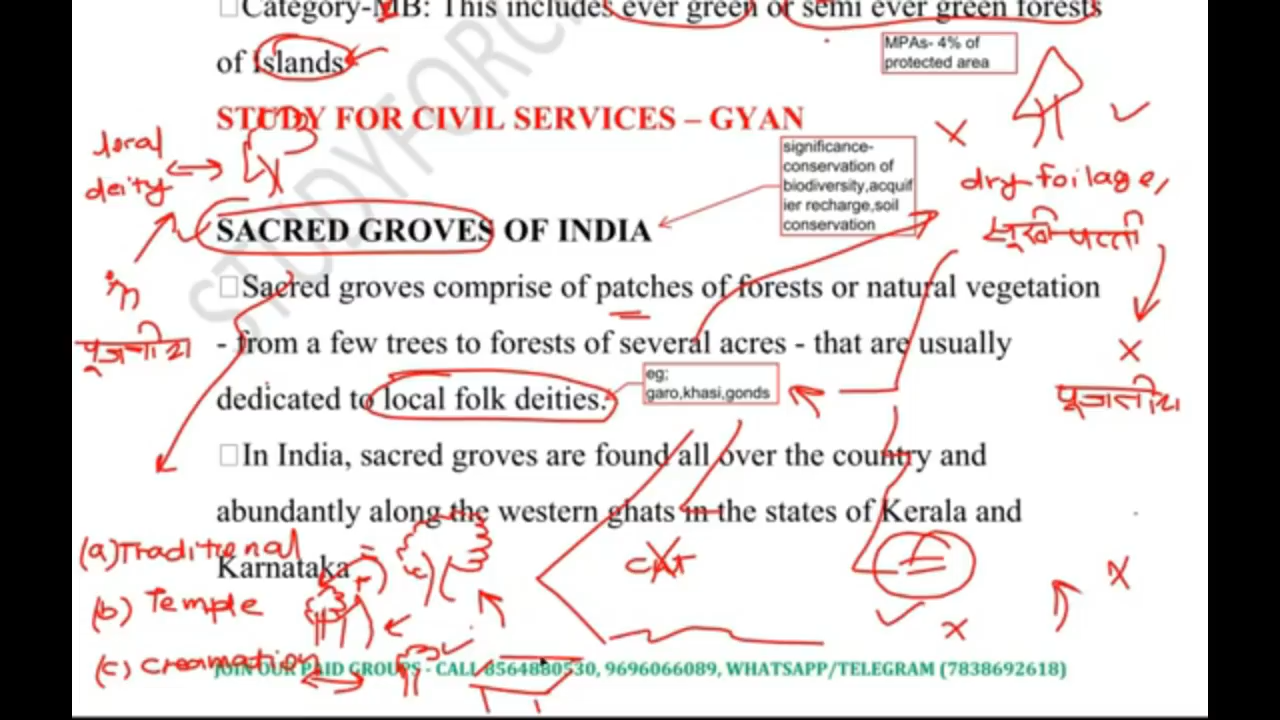 Category-MB: This includes ever green or semi ever green forests
of Islands
MPAs- 4% of
protected area
STUDY FOR CIVIL SERVICES – GYAN
local
deity
significance-
conservation of
biodiversity,acquif
ier recharge,soil
conservation
dry foilage,
सूखी पत्ती
SACRED GROVES OF INDIA
in
पूजनीय
Sacred groves comprise of patches of forests or natural vegetation
- from a few trees to forests of several acres - that are usually
dedicated to local folk deities.
eg;
garo,khasi,gonds
पूजनीय
In India, sacred groves are found all over the country and
abundantly along the western ghats in the states of Kerala and
Karnataka
(a) Traditional
(b) Temple
(c) Creamation
cut
JOIN OUR PAID GROUPS - CALL 8564880530, 9696066089, WHATSAPP/TELEGRAM (7838692618)
STUDYFORC